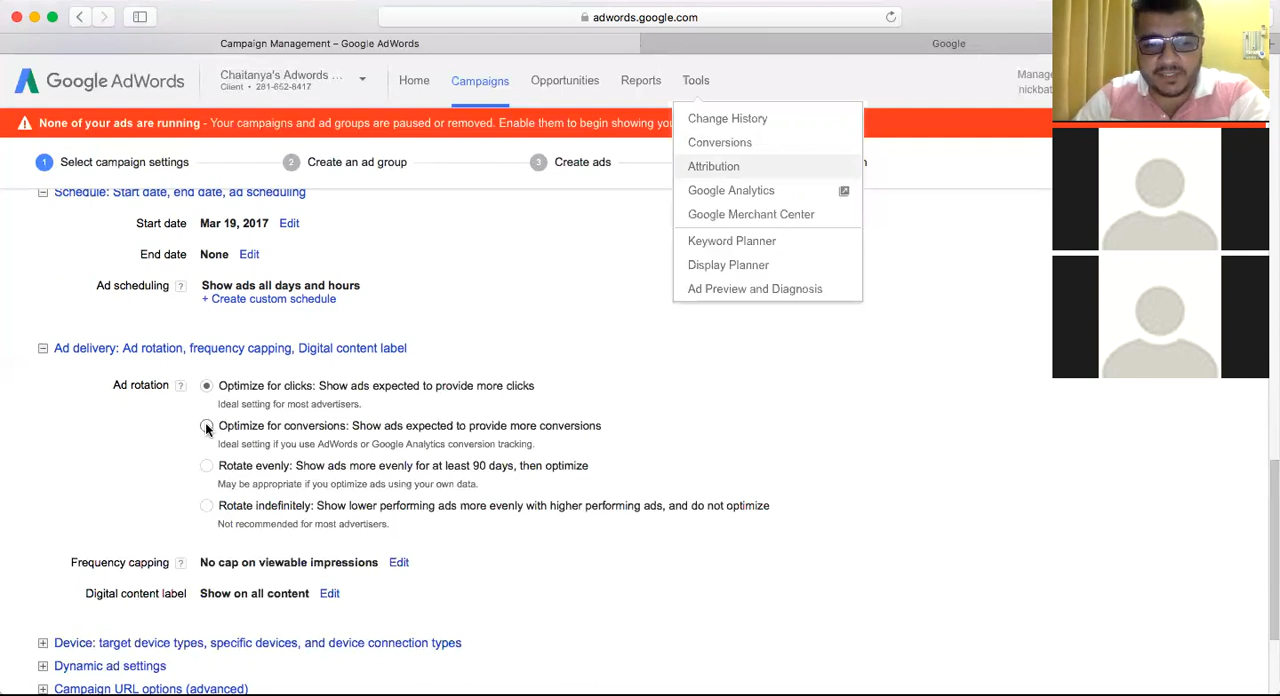 adwords.google.com
Campaign Management – Google AdWords
Google
Google AdWords
Chaitanya's Adwords ...
Client • 281-652-8417
Home
Campaigns
Opportunities
Reports
Tools
Manage
nickbat
None of your ads are running - Your campaigns and ad groups are paused or removed. Enable them to begin showing you
1 Select campaign settings
2 Create an ad group
3 Create ads
n
Change History
Conversions
Attribution
Google Analytics
Google Merchant Center
Keyword Planner
Display Planner
Ad Preview and Diagnosis
Schedule: Start date, end date, ad scheduling
Start date Mar 19, 2017 Edit
End date None Edit
Ad scheduling ? Show ads all days and hours
+ Create custom schedule
Ad delivery: Ad rotation, frequency capping, Digital content label
Ad rotation ? Optimize for clicks: Show ads expected to provide more clicks
Ideal setting for most advertisers.
Optimize for conversions: Show ads expected to provide more conversions
Ideal setting if you use AdWords or Google Analytics conversion tracking.
Rotate evenly: Show ads more evenly for at least 90 days, then optimize
May be appropriate if you optimize ads using your own data.
Rotate indefinitely: Show lower performing ads more evenly with higher performing ads, and do not optimize
Not recommended for most advertisers.
Frequency capping ? No cap on viewable impressions Edit
Digital content label Show on all content Edit
Device: target device types, specific devices, and device connection types
Dynamic ad settings
Campaign URL options (advanced)